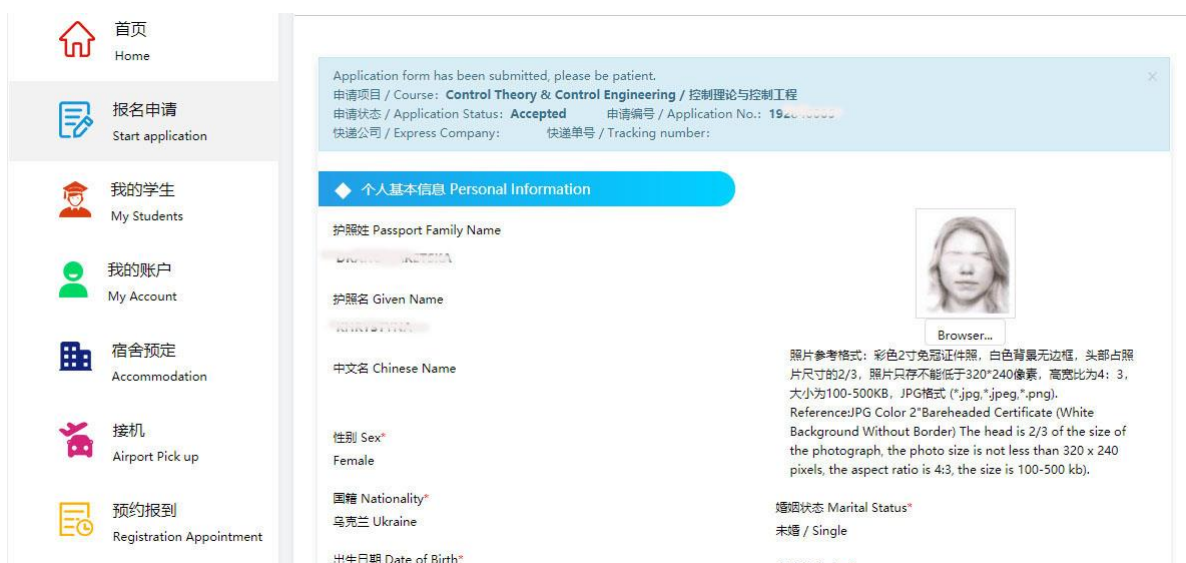 首页
Home
报名申请
Start application
我的学生
My Students
我的账户
My Account
宿舍预定
Accommodation
接机
Airport Pick up
预约报到
Registration Appointment
Application form has been submitted, please be patient.
×
申请项目 / Course: Control Theory & Control Engineering / 控制理论与控制工程
申请状态 / Application Status: Accepted 申请编号 / Application No.:
快递公司 / Express Company: 快递单号 / Tracking number:
个人基本信息 Personal Information
护照姓 Passport Family Name
护照名 Given Name
中文名 Chinese Name
性别 Sex*
Female
国籍 Nationality*
乌克兰 Ukraine
出生日期 Date of Birth*
Browser...
照片参考格式：彩色2寸免冠证件照，白色背景无边框，头部占照
片尺寸的2/3，照片只存不能低于320*240像素，高宽比为4：3，
大小为100-500KB，JPG格式 (*.jpg,*.jpeg,*.png).
Reference:JPG Color 2"Bareheaded Certificate (White
Background Without Border) The head is 2/3 of the size of
the photograph, the photo size is not less than 320 x 240
pixels, the aspect ratio is 4:3, the size is 100-500 kb).
婚姻状态 Marital Status*
未婚 / Single